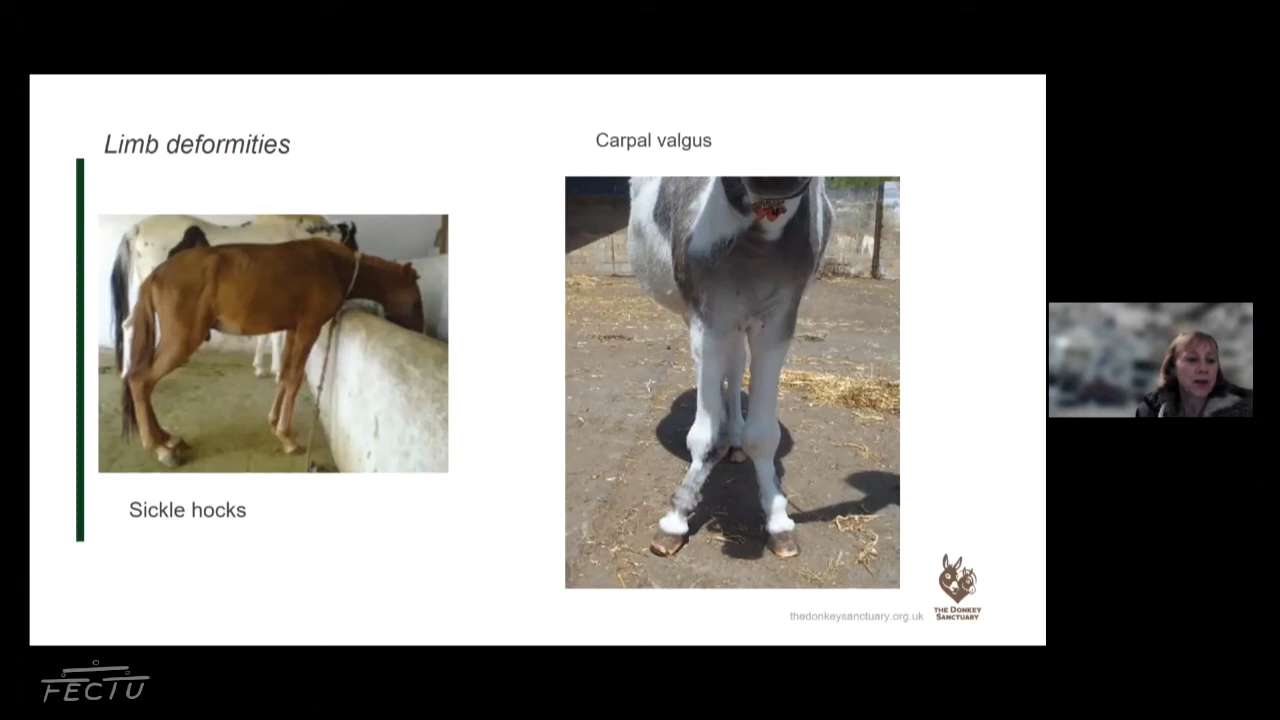 Limb deformities
Carpal valgus
Sickle hocks
thedonkeysanctuary.org.uk
THE DONKEY
SANCTUARY
FECTU